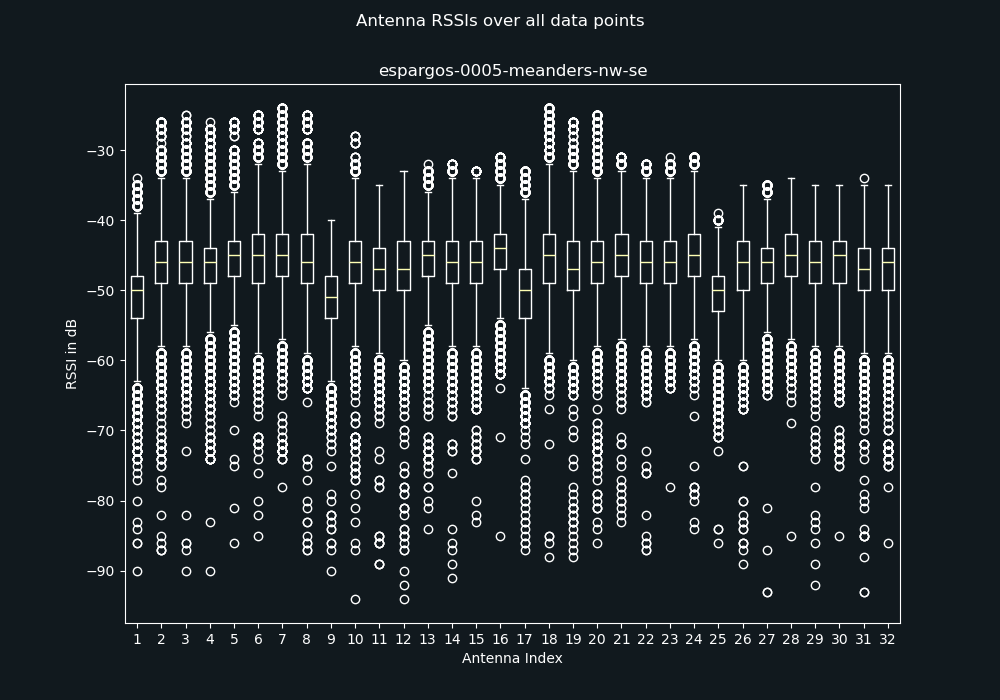 Antenna RSSIs over all data points
espargos-0005-meanders-nw-se
−30
−40
−50
−60
−70
−80
−90
RSSI in dB
1 2 3 4 5 6 7 8 9 10 11 12 13 14 15 16 17 18 19 20 21 22 23 24 25 26 27 28 29 30 31 32
Antenna Index